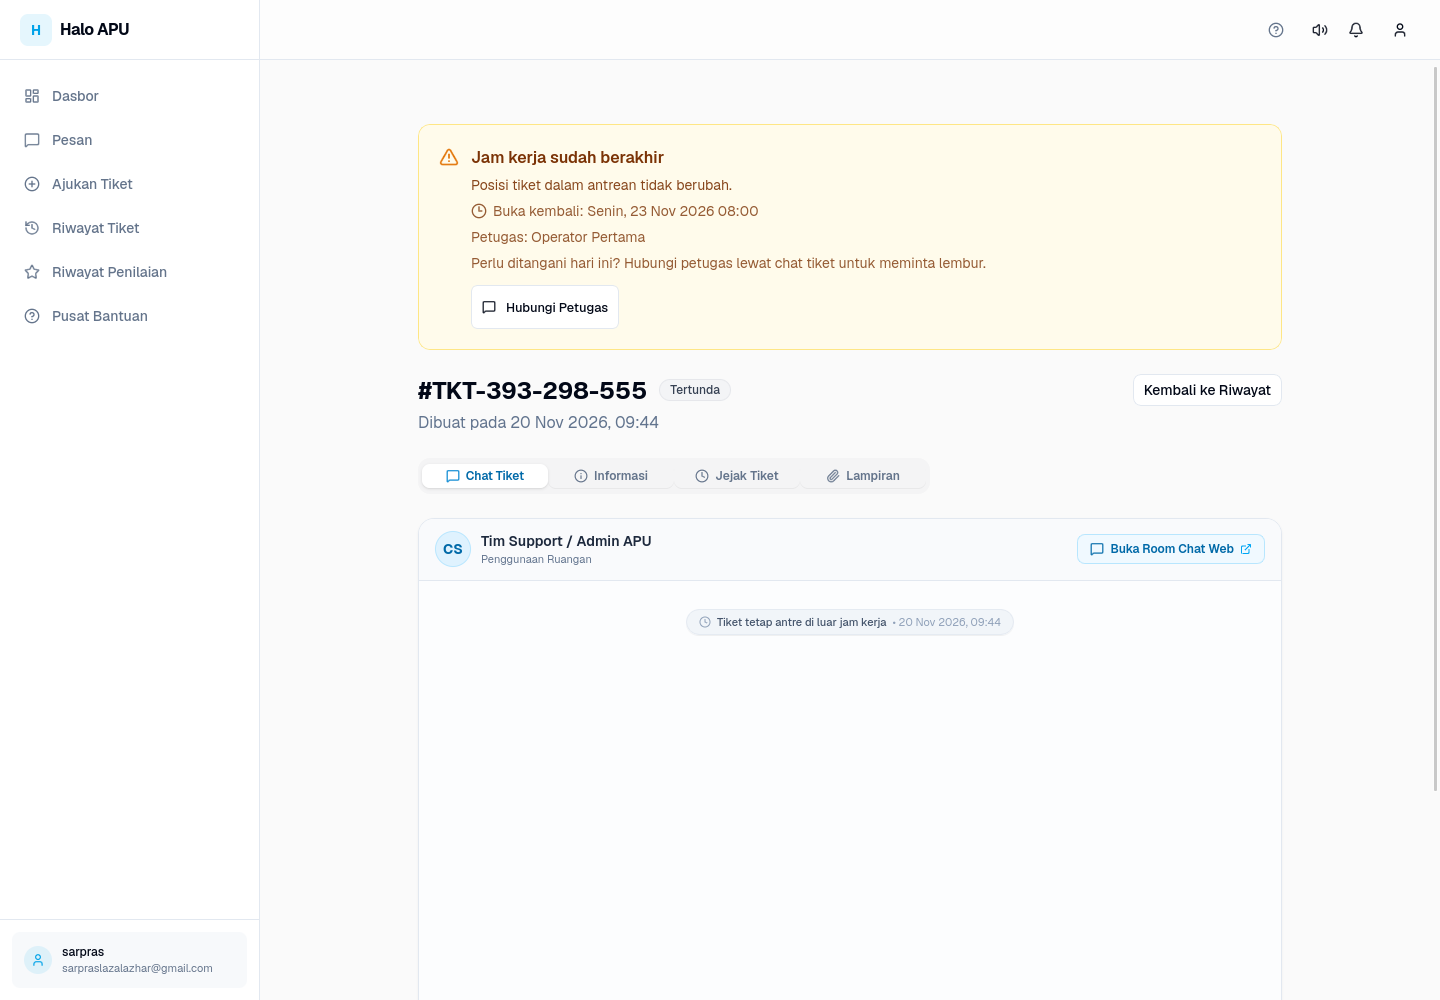 H
Halo APU
Dasbor
Pesan
Ajukan Tiket
Riwayat Tiket
Riwayat Penilaian
Pusat Bantuan
sarpras
sarpraslazalazhar@gmail.com
Jam kerja sudah berakhir
Posisi tiket dalam antrean tidak berubah.
Buka kembali: Senin, 23 Nov 2026 08:00
Petugas: Operator Pertama
Perlu ditangani hari ini? Hubungi petugas lewat chat tiket untuk meminta lembur.
Hubungi Petugas
#TKT-393-298-555 Tertunda
Kembali ke Riwayat
Dibuat pada 20 Nov 2026, 09:44
Chat Tiket Informasi Jejak Tiket Lampiran
CS
Tim Support / Admin APU
Penggunaan Ruangan
Buka Room Chat Web
Tiket tetap antre di luar jam kerja • 20 Nov 2026, 09:44